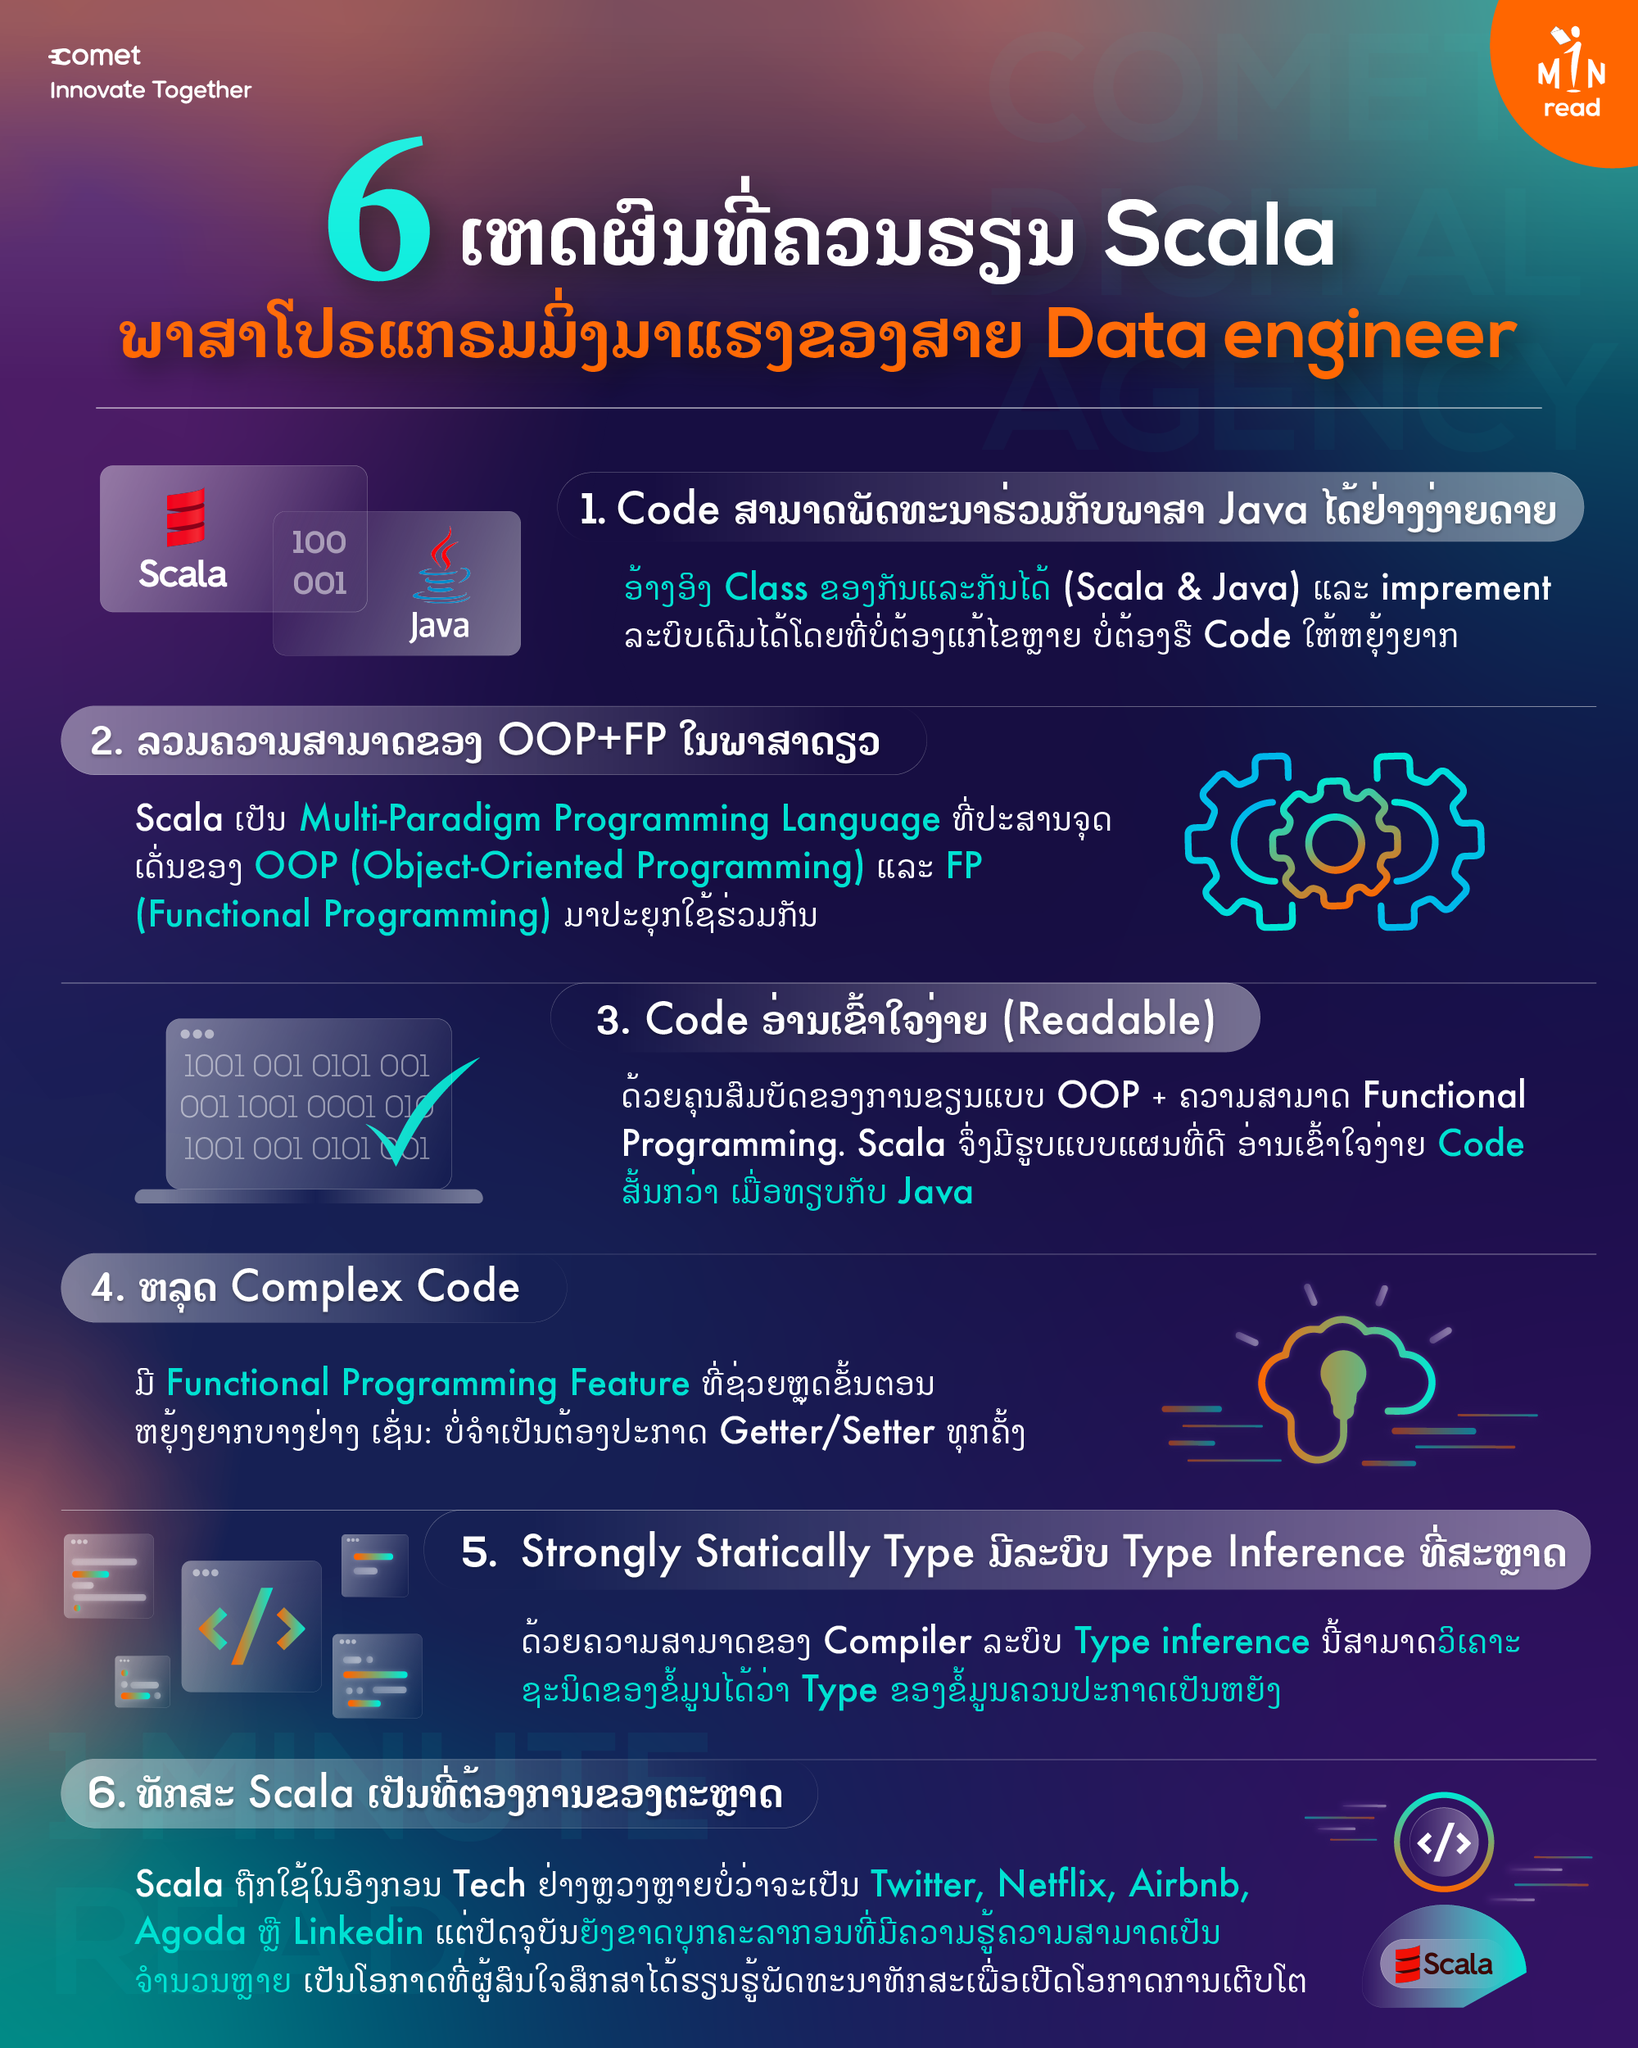 comet
Innovate Together
1 MIN
read
COMET
DIGITAL
AGENCY
6 ເຫດຜົນທີ່ຄວນຮຽນ Scala
ພາສາໂປຣແກຣມມິ່ງມາແຮງຂອງສາຍ Data engineer
Scala
100
001
Java
1. Code ສາມາດພັດທະນາຮ່ວມກັບພາສາ Java ໄດ້ຢ່າງງ່າຍດາຍ
ອ້າງອິງ Class ຂອງກັນແລະກັນໄດ້ (Scala & Java) ແລະ imprement
ລະບົບເດີມໄດ້ໂດຍທີ່ບໍ່ຕ້ອງແກ້ໄຂຫຼາຍ ບໍ່ຕ້ອງຮື Code ໃຫ້ຫຍຸ້ງຍາກ
2. ລວມຄວາມສາມາດຂອງ OOP+FP ໃນພາສາດຽວ
Scala ເປັນ Multi-Paradigm Programming Language ທີ່ປະສານຈຸດ
ເດັ່ນຂອງ OOP (Object-Oriented Programming) ແລະ FP
(Functional Programming) ມາປະຍຸກໃຊ້ຮ່ວມກັນ
1001 001 0101 001
001 1001 0001 010
1001 001 0101 001
3. Code ອ່ານເຂົ້າໃຈງ່າຍ (Readable)
ດ້ວຍຄຸນສົມບັດຂອງການຂຽນແບບ OOP + ຄວາມສາມາດ Functional
Programming. Scala ຈຶ່ງມີຮູບແບບແຜນທີ່ດີ ອ່ານເຂົ້າໃຈງ່າຍ Code
ສັ້ນກວ່າ ເມື່ອທຽບກັບ Java
4. ຫລຸດ Complex Code
ມີ Functional Programming Feature ທີ່ຊ່ວຍຫຼຸດຂັ້ນຕອນ
ຫຍຸ້ງຍາກບາງຢ່າງ ເຊັ່ນ: ບໍ່ຈຳເປັນຕ້ອງປະກາດ Getter/Setter ທຸກຄັ້ງ
</>
5. Strongly Statically Type ມີລະບົບ Type Inference ທີ່ສະຫຼາດ
ດ້ວຍຄວາມສາມາດຂອງ Compiler ລະບົບ Type inference ນີ້ສາມາດວິເຄາະ
ຊະນິດຂອງຂໍ້ມູນໄດ້ວ່າ Type ຂອງຂໍ້ມູນຄວນປະກາດເປັນຫຍັງ
1 MINUTE
READ
6. ທັກສະ Scala ເປັນທີ່ຕ້ອງການຂອງຕະຫຼາດ
Scala ຖືກໃຊ້ໃນອົງກອນ Tech ຢ່າງຫຼວງຫຼາຍບໍ່ວ່າຈະເປັນ Twitter, Netflix, Airbnb,
Agoda ຫຼື Linkedin ແຕ່ປັດຈຸບັນຍັງຂາດບຸກຄະລາກອນທີ່ມີຄວາມຮູ້ຄວາມສາມາດເປັນ
ຈຳນວນຫຼາຍ ເປັນໂອກາດທີ່ຜູ້ສົນໃຈສຶກສາໄດ້ຮຽນຮູ້ພັດທະນາທັກສະເພື່ອເປີດໂອກາດການເຕີບໂຕ
</>
Scala